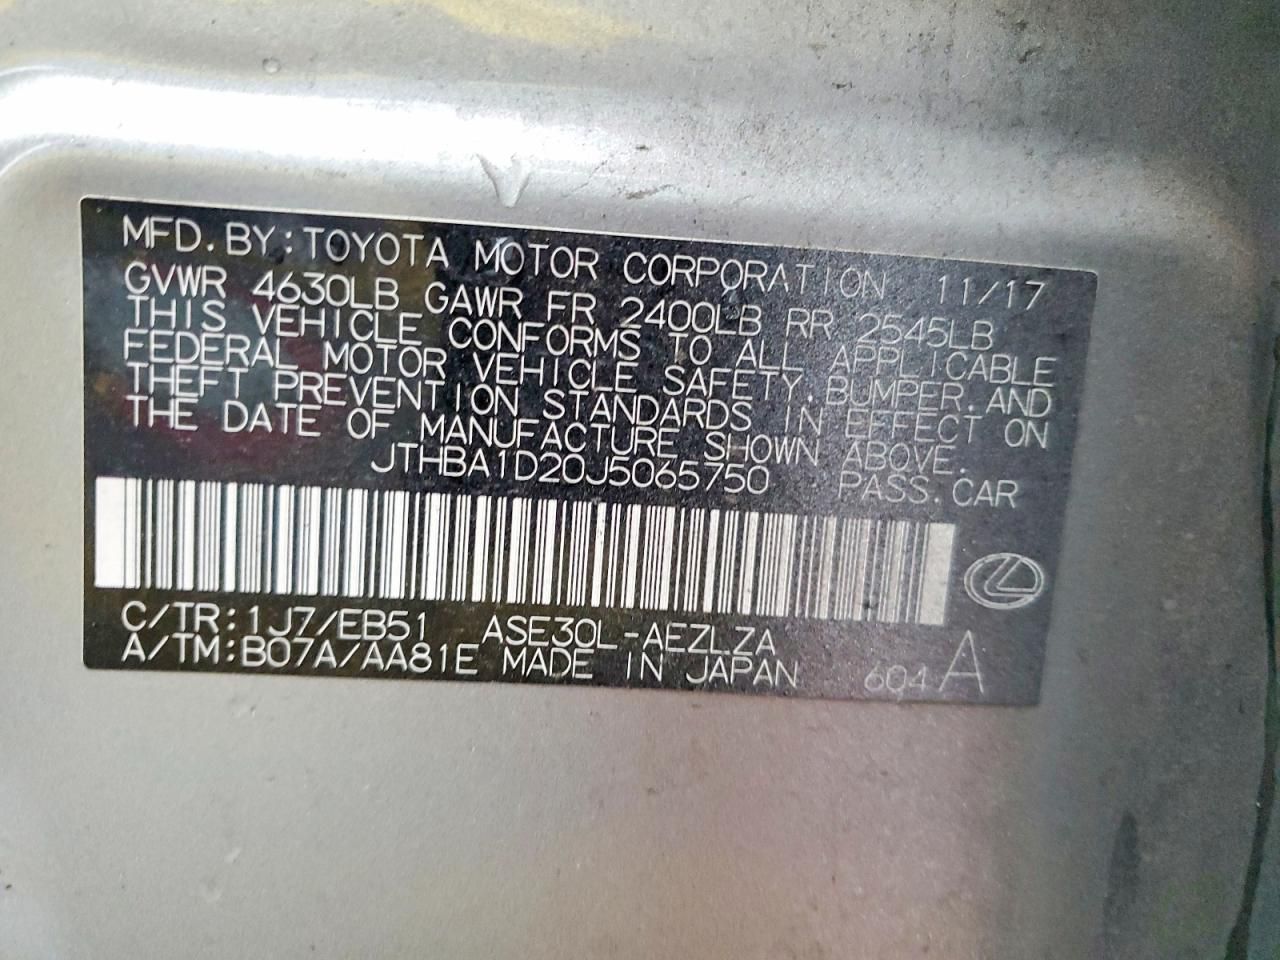 MFD. BY: TOYOTA MOTOR CORPORATION 11/17
GVWR 4630LB GAWR FR 2400LB RR 2545LB
THIS VEHICLE CONFORMS TO ALL APPLICABLE
FEDERAL MOTOR VEHICLE SAFETY, BUMPER, AND
THEFT PREVENTION STANDARDS IN EFFECT ON
THE DATE OF MANUFACTURE SHOWN ABOVE.
JTHBA1D20J5065750 PASS. CAR
C/TR: 1J7/EB51 ASE30L-AEZLZA
A/TM: B07A/AA81E MADE IN JAPAN 604 A